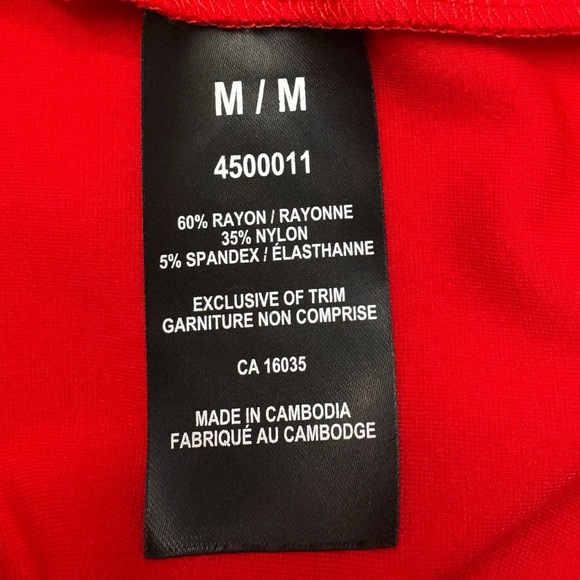 M / M
4500011
60% RAYON / RAYONNE
35% NYLON
5% SPANDEX / ÉLASTHANNE
EXCLUSIVE OF TRIM
GARNITURE NON COMPRISE
CA 16035
MADE IN CAMBODIA
FABRIQUÉ AU CAMBODGE